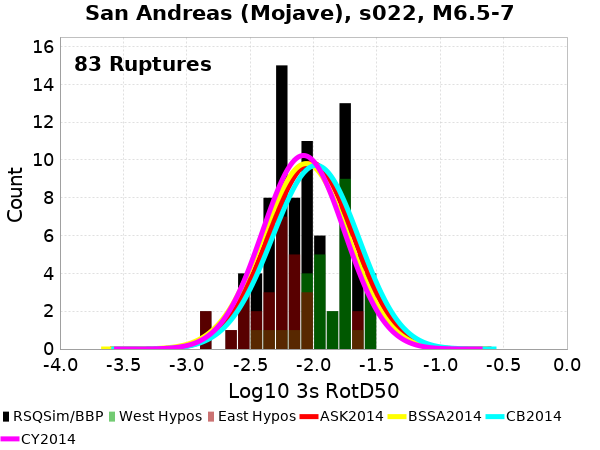 San Andreas (Mojave), s022, M6.5-7
83 Ruptures
Count
16
14
12
10
8
6
4
2
0
-4.0 -3.5 -3.0 -2.5 -2.0 -1.5 -1.0 -0.5 0.0
Log10 3s RotD50
RSQSim/BBP West Hypos East Hypos ASK2014 BSSA2014 CB2014
CY2014